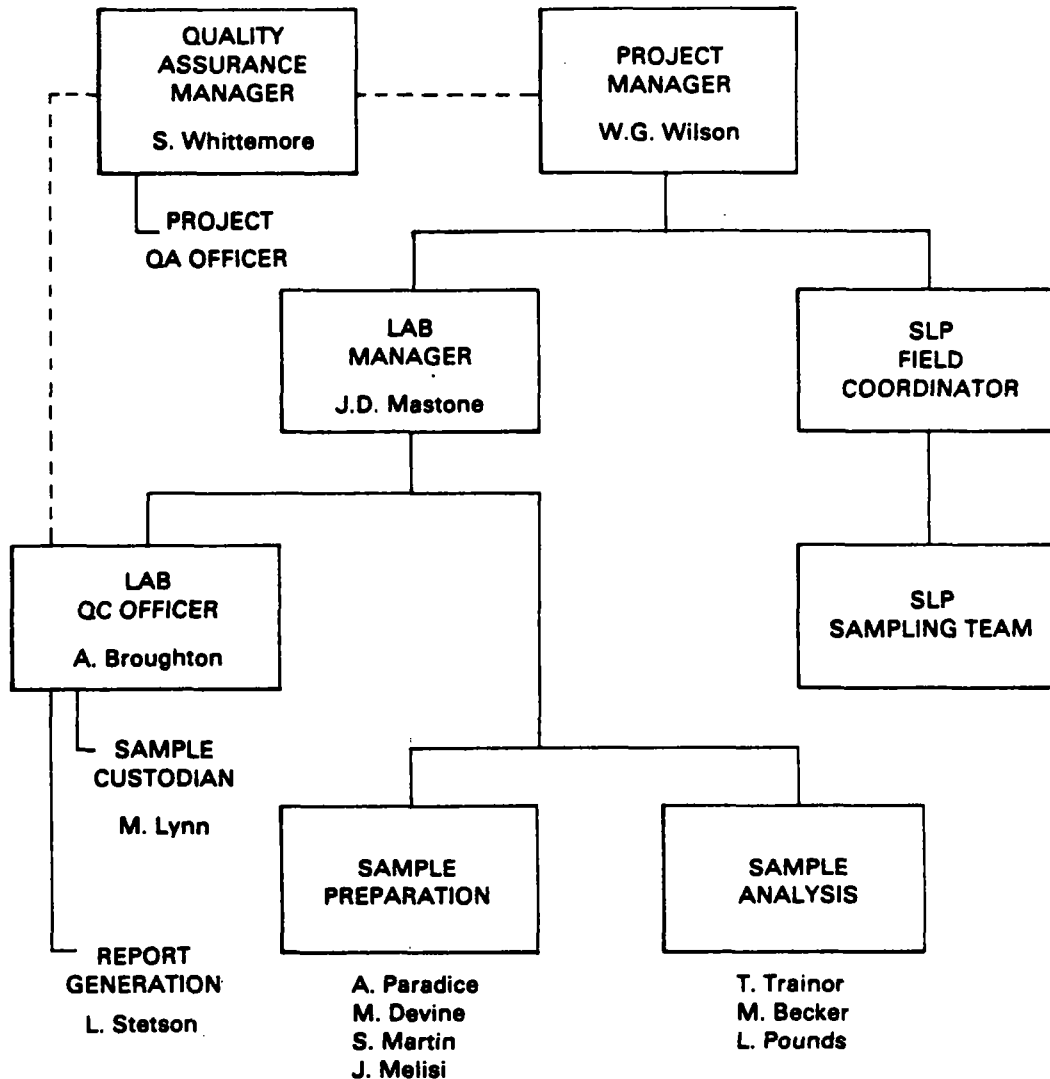 QUALITY
ASSURANCE
MANAGER
S. Whittemore
PROJECT
MANAGER
W.G. Wilson
PROJECT
QA OFFICER
LAB
MANAGER
J.D. Mastone
SLP
FIELD
COORDINATOR
LAB
QC OFFICER
A. Broughton
SLP
SAMPLING TEAM
SAMPLE
CUSTODIAN
M. Lynn
REPORT
GENERATION
L. Stetson
SAMPLE
PREPARATION
A. Paradice
M. Devine
S. Martin
J. Melisi
SAMPLE
ANALYSIS
T. Trainor
M. Becker
L. Pounds